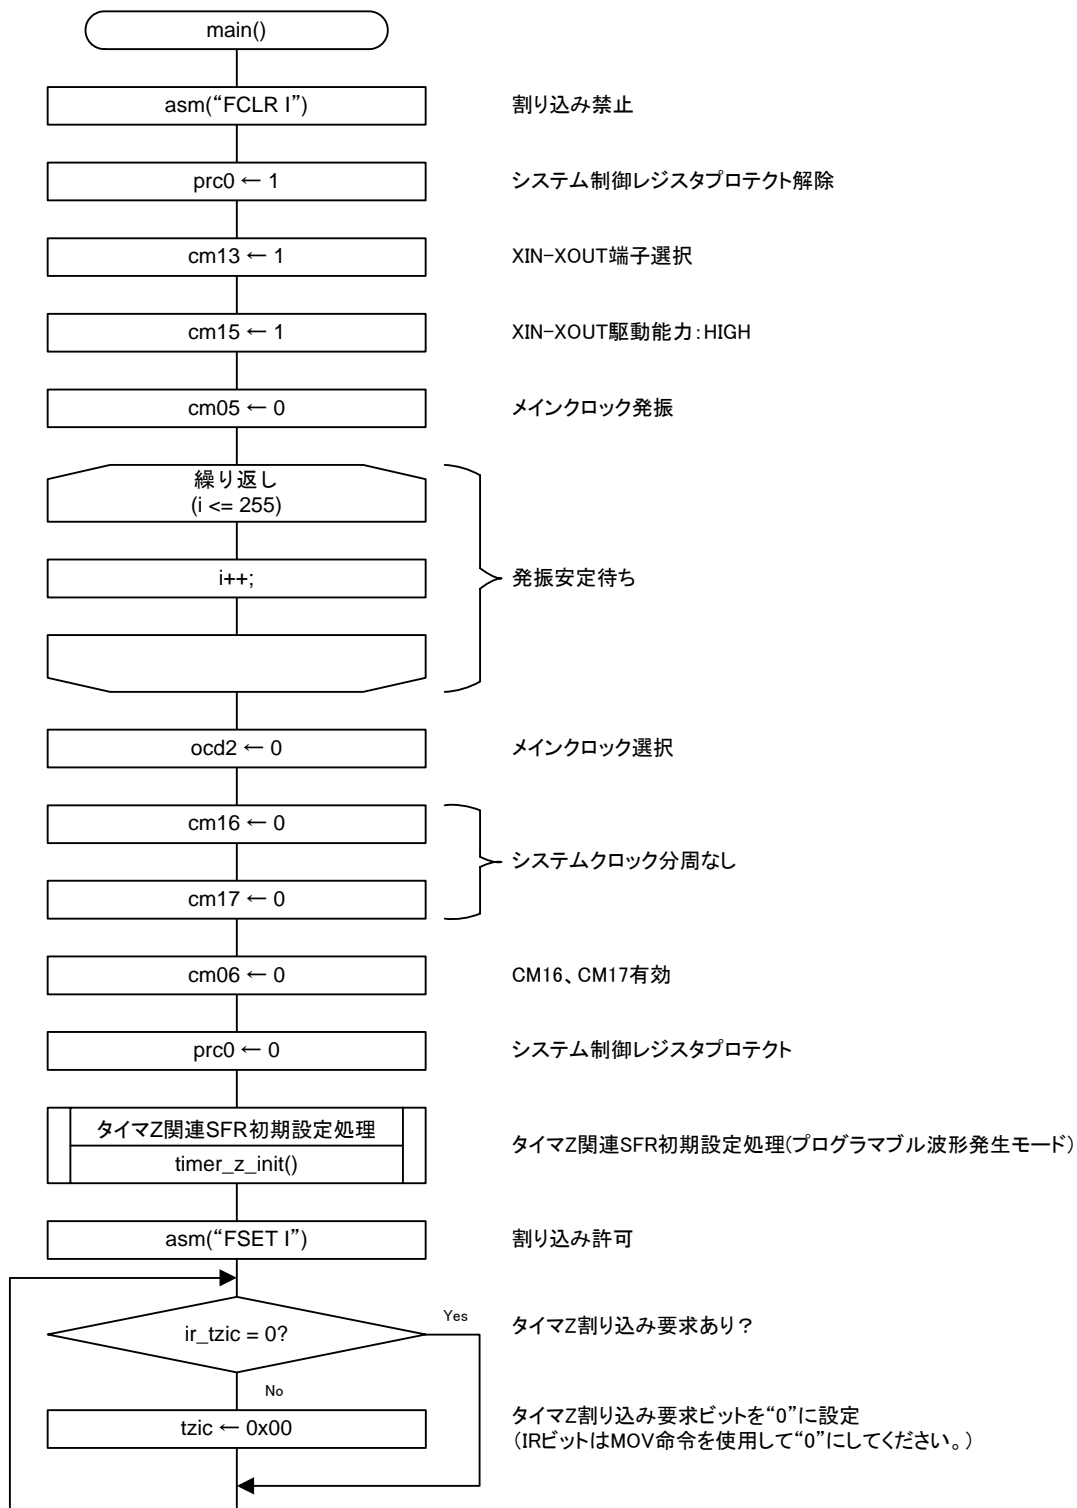 main()
asm(“FCLR I”)
割り込み禁止
prc0 ← 1
システム制御レジスタプロテクト解除
cm13 ← 1
XIN-XOUT端子選択
cm15 ← 1
XIN-XOUT駆動能力:HIGH
cm05 ← 0
メインクロック発振
繰り返し
(i <= 255)
i++;
発振安定待ち
ocd2 ← 0
メインクロック選択
cm16 ← 0
システムクロック分周なし
cm17 ← 0
cm06 ← 0
CM16、CM17有効
prc0 ← 0
システム制御レジスタプロテクト
タイマZ関連SFR初期設定処理
timer_z_init()
タイマZ関連SFR初期設定処理(プログラマブル波形発生モード)
asm(“FSET I”)
割り込み許可
ir_tzic = 0?
Yes
タイマZ割り込み要求あり?
No
tzic ← 0x00
タイマZ割り込み要求ビットを“0”に設定
(IRビットはMOV命令を使用して“0”にしてください。)